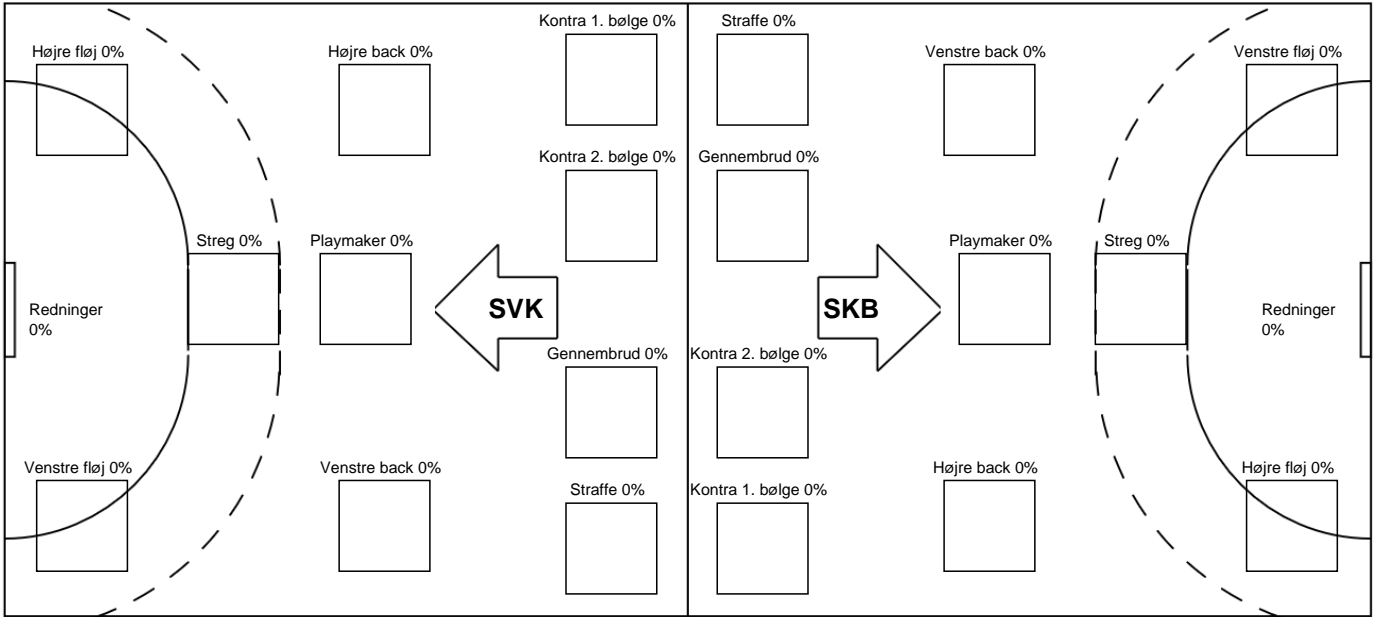 Kontra 1. bølge 0%
Straffe 0%
Højre fløj 0%
Højre back 0%
Venstre back 0%
Venstre fløj 0%
Kontra 2. bølge 0%
Gennembrud 0%
Streg 0%
Playmaker 0%
Playmaker 0%
Streg 0%
Redninger
0%
SVK
SKB
Redninger
0%
Gennembrud 0%
Kontra 2. bølge 0%
Venstre fløj 0%
Venstre back 0%
Straffe 0%
Kontra 1. bølge 0%
Højre back 0%
Højre fløj 0%